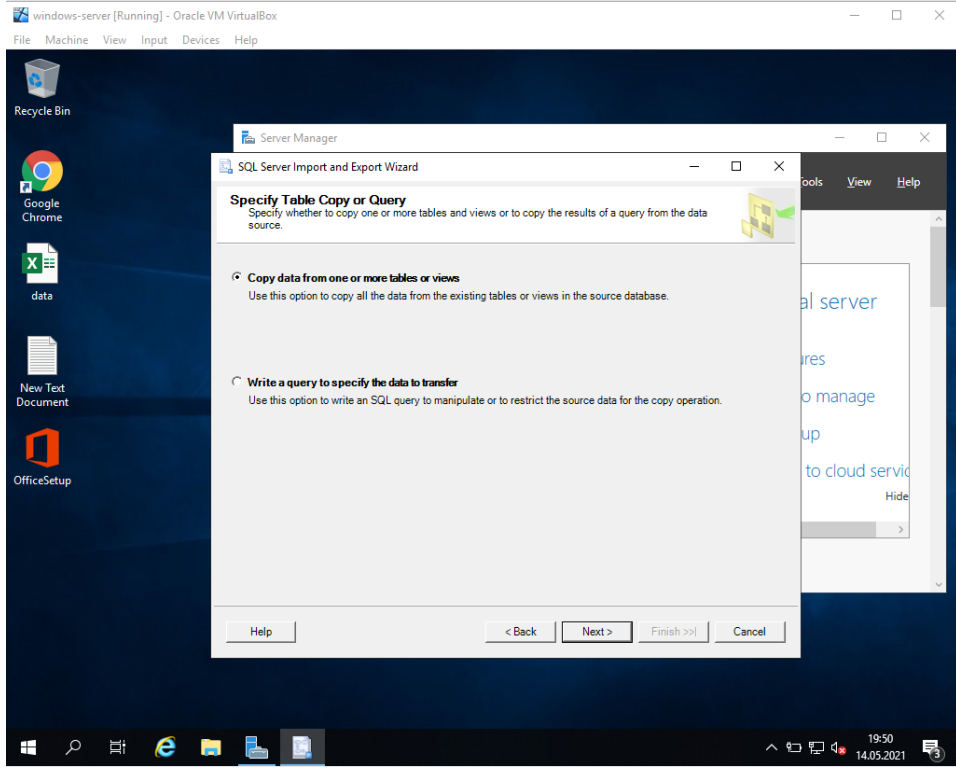 windows-server [Running] - Oracle VM VirtualBox
File Machine View Input Devices Help
Recycle Bin
Google
Chrome
data
New Text
Document
OfficeSetup
Server Manager
Tools View Help
SQL Server Import and Export Wizard
Specify Table Copy or Query
Specify whether to copy one or more tables and views or to copy the results of a query from the data
source.
Copy data from one or more tables or views
Use this option to copy all the data from the existing tables or views in the source database.
Write a query to specify the data to transfer
Use this option to write an SQL query to manipulate or to restrict the source data for the copy operation.
Help
< Back
Next >
Finish >>|
Cancel
al server
ures
o manage
up
to cloud servic
Hide
19:50
14.05.2021
3